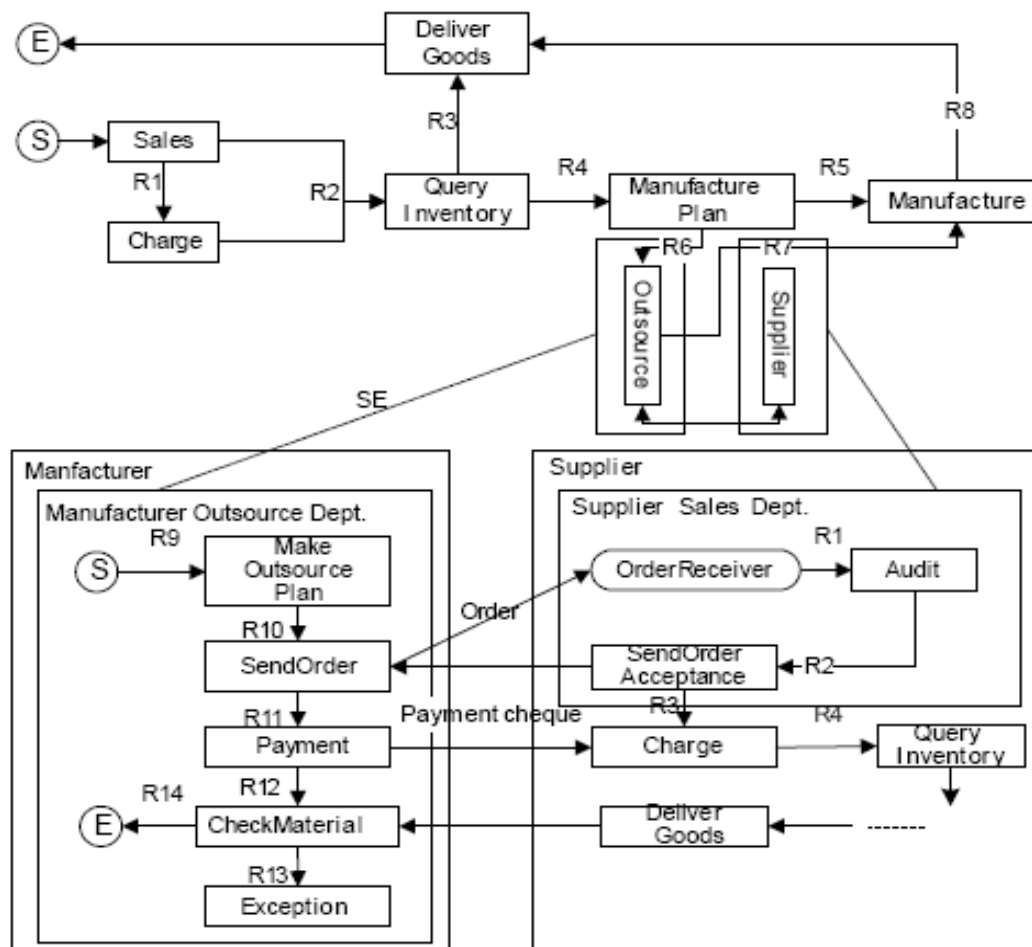 E
Deliver
Goods
R3
R8
S
Sales
R1
R2
Charge
Query
Inventory
R4
Manufacture
Plan
R5
Manufacture
R6
R7
Outsource
Supplier
SE
Manfacturer
Manufacturer Outsource Dept.
R9
S
Make
Outsource
Plan
R10
SendOrder
R11
Payment
R12
R14
E
CheckMaterial
R13
Exception
Order
Payment cheque
Supplier
Supplier Sales Dept.
R1
OrderReceiver
Audit
SendOrder
Acceptance
R2
R3
R4
Charge
Query
Inventory
Deliver
Goods